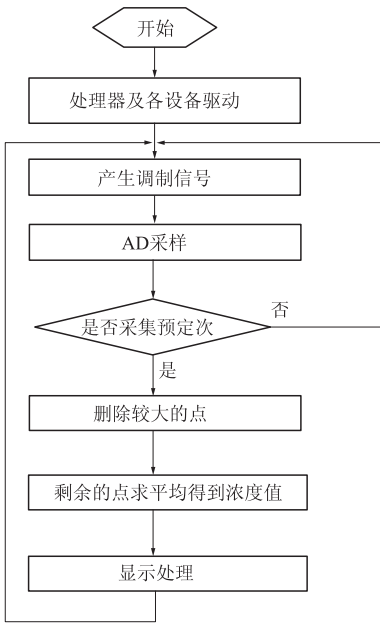 开始
处理器及各设备驱动
产生调制信号
AD采样
是否采集预定次
否
是
删除较大的点
剩余的点求平均得到浓度值
显示处理